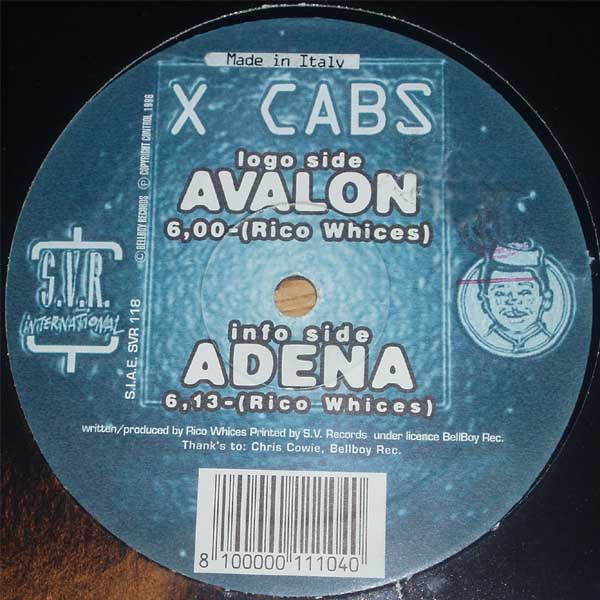 Made in Italy
X CABS
logo side
AVALON
6,00-(Rico Whices)
© BELLBOY RECORDS ℗ COPYRIGHT CONTROL 1996
S.V.R.
INTERNATIONAL
S.I.A.E. SVR 118
info side
ADENA
6,13-(Rico Whices)
written/produced by Rico Whices Printed by S.V. Records under licence BellBoy Rec.
Thank's to: Chris Cowie, Bellboy Rec.
8 100000 111040